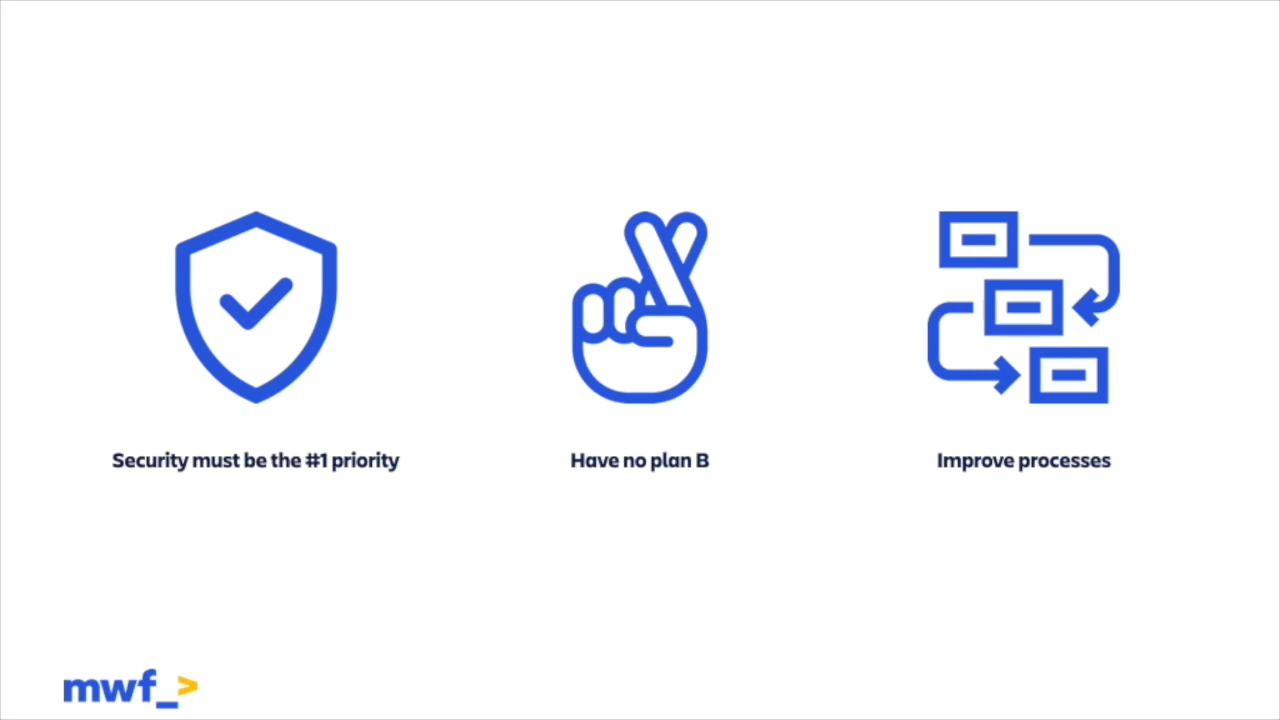 Security must be the #1 priority
Have no plan B
Improve processes
mwf_>